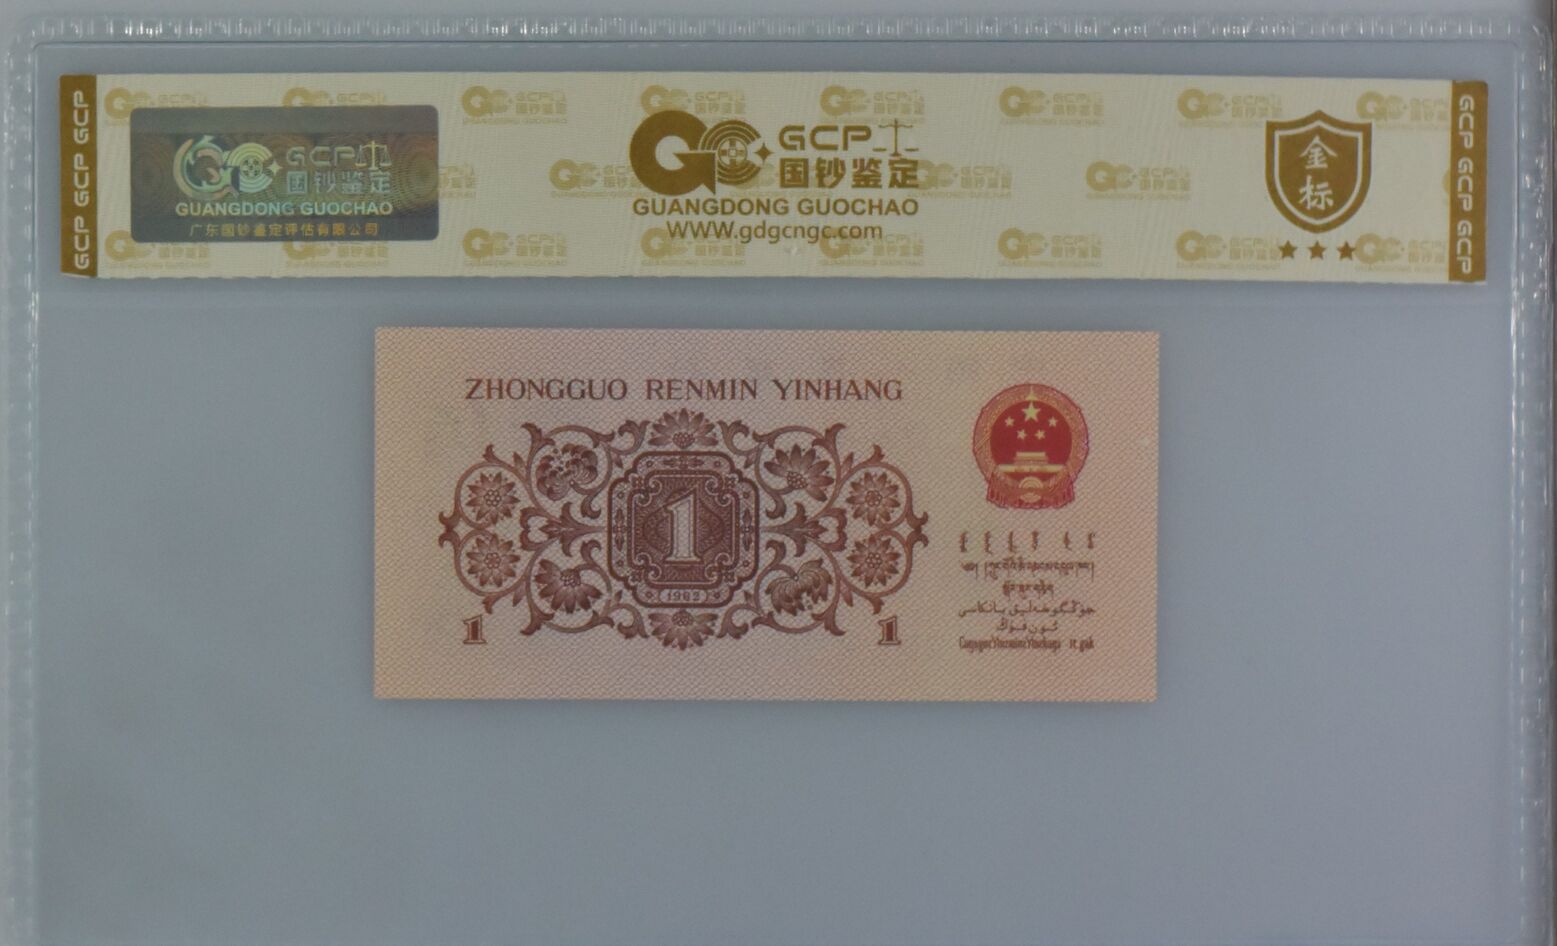 GCP GCP GCP
GCP 国钞鉴定
GUANGDONG GUOCHAO
广东国钞鉴定评估有限公司
GCP
国钞鉴定
GUANGDONG GUOCHAO
WWW.gdgcngc.com
金标
GCP GCP GCP
ZHONGGUO RENMIN YINHANG
1
1962
1
1